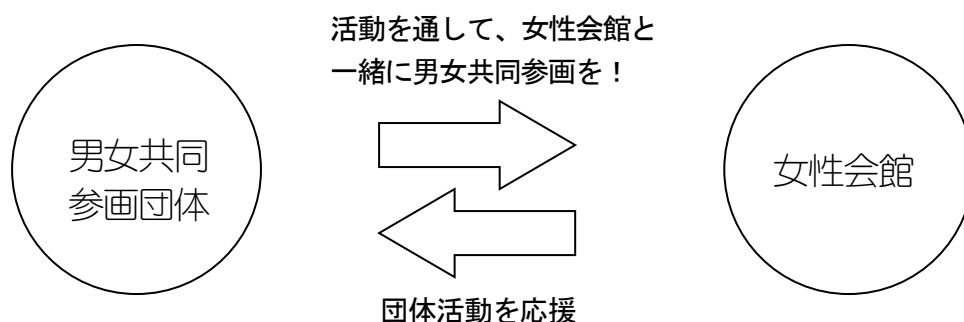 活動を通して、女性会館と
一緒に男女共同参画を！
男女共同
参画団体
女性会館
団体活動を応援